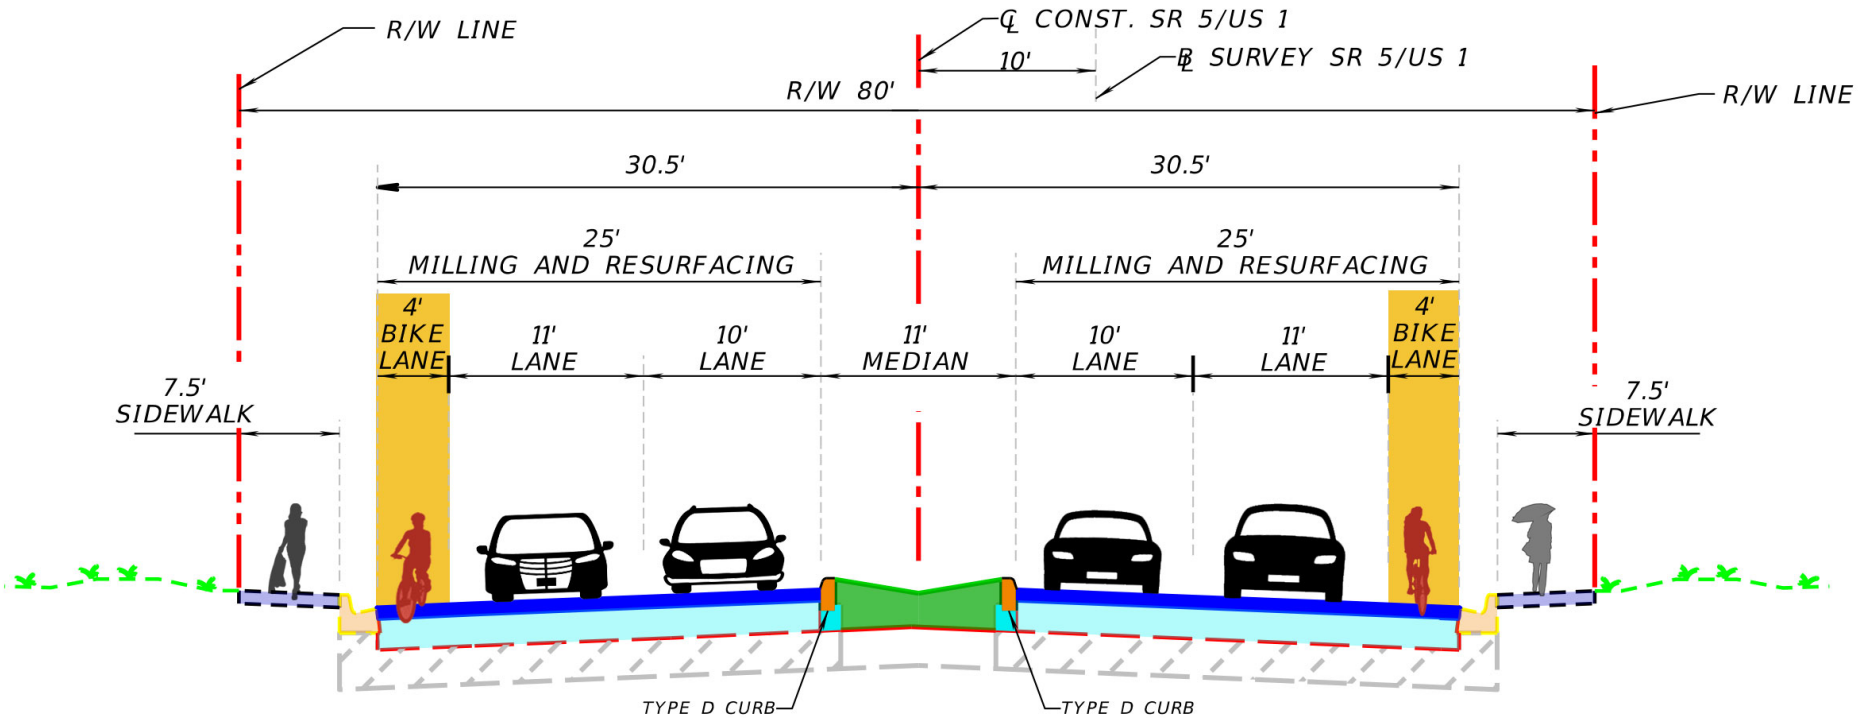 R/W LINE
℄ CONST. SR 5/US 1
10'
B̵L SURVEY SR 5/US 1
R/W 80'
R/W LINE
30.5'
30.5'
25'
MILLING AND RESURFACING
25'
MILLING AND RESURFACING
4'
BIKE
LANE
11'
LANE
10'
LANE
11'
MEDIAN
10'
LANE
11'
LANE
4'
BIKE
LANE
7.5'
SIDEWALK
7.5'
SIDEWALK
TYPE D CURB
TYPE D CURB